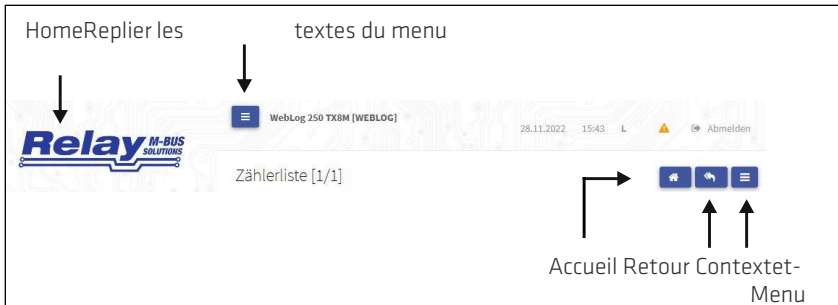 HomeReplier les textes du menu
WebLog 250 TX8M [WEBLOG]
28.11.2022 15:43 L Abmelden
Relay M-BUS
SOLUTIONS
Zählerliste [1/1]
Accueil Retour Contextet-
Menu